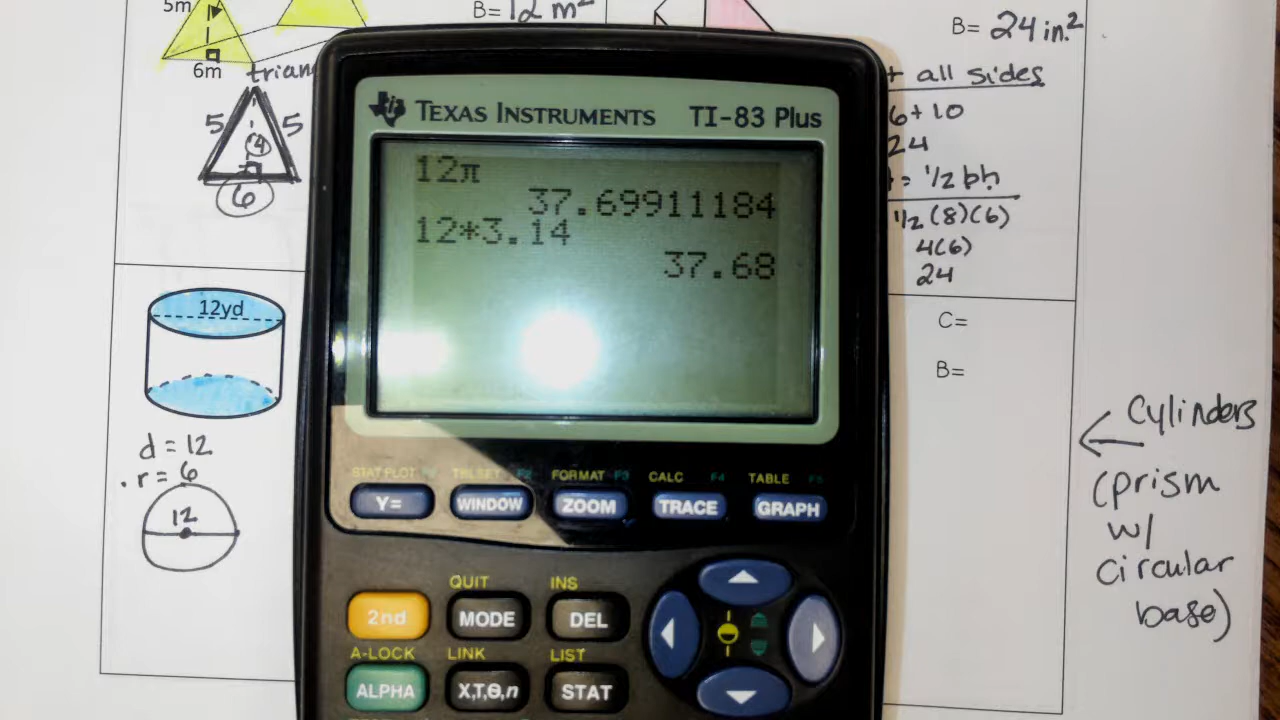 5m
6m
B= 12 m²
B= 24 in.²
5
5
4
6
all sides
6+10
24
= 1/2 bh
1/2 (8)(6)
4(6)
24
TEXAS INSTRUMENTS TI-83 Plus
12π
37.69911184
12*3.14
37.68
12yd
d = 12
r = 6
12
C=
B=
← Cylinders
(prism
w/
circular
base)
STAT PLOT F1 TBLSET F2 FORMAT F3 CALC F4 TABLE F5
Y= WINDOW ZOOM TRACE GRAPH
QUIT INS
2nd MODE DEL
A-LOCK LINK LIST
ALPHA X,T,Θ,n STAT